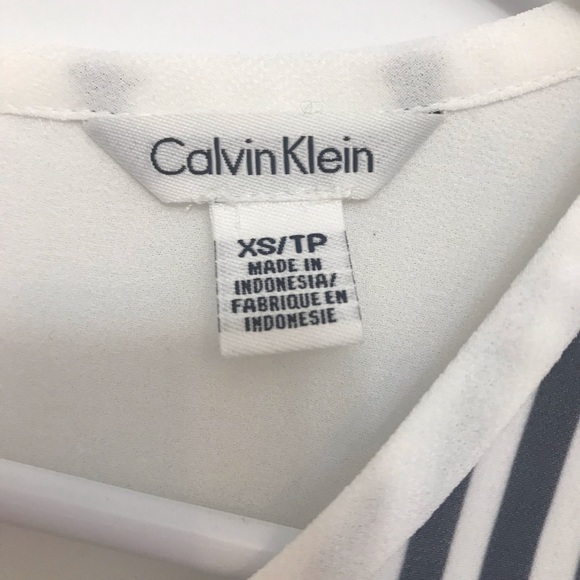 Calvin Klein
XS/TP
MADE IN
INDONESIA/
FABRIQUE EN
INDONESIE